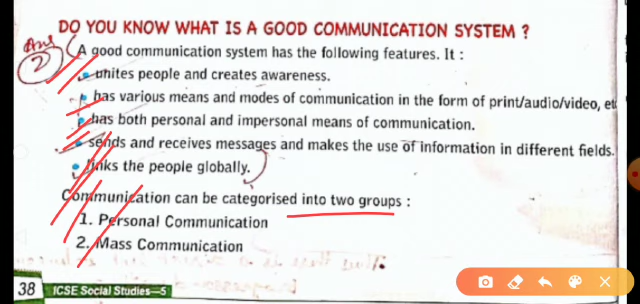 DO YOU KNOW WHAT IS A GOOD COMMUNICATION SYSTEM ?
Ans
2
A good communication system has the following features. It :
unites people and creates awareness.
has various means and modes of communication in the form of print/audio/video, etc
has both personal and impersonal means of communication.
sends and receives messages and makes the use of information in different fields.
links the people globally.
Communication can be categorised into two groups :
1. Personal Communication
2. Mass Communication
38 ICSE Social Studies—5